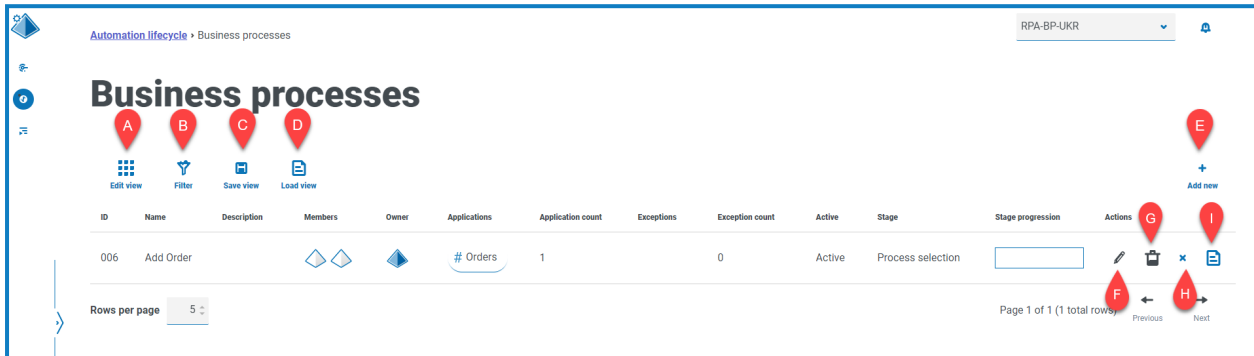 RPA-BP-UKR
Automation lifecycle › Business processes
Business processes
A B C D E
Edit view Filter Save view Load view Add new
ID Name Description Members Owner Applications Application count Exceptions Exception count Active Stage Stage progression Actions
G I
006 Add Order # Orders 1 0 Active Process selection
F H
Rows per page 5 Page 1 of 1 (1 total rows)
Previous Next